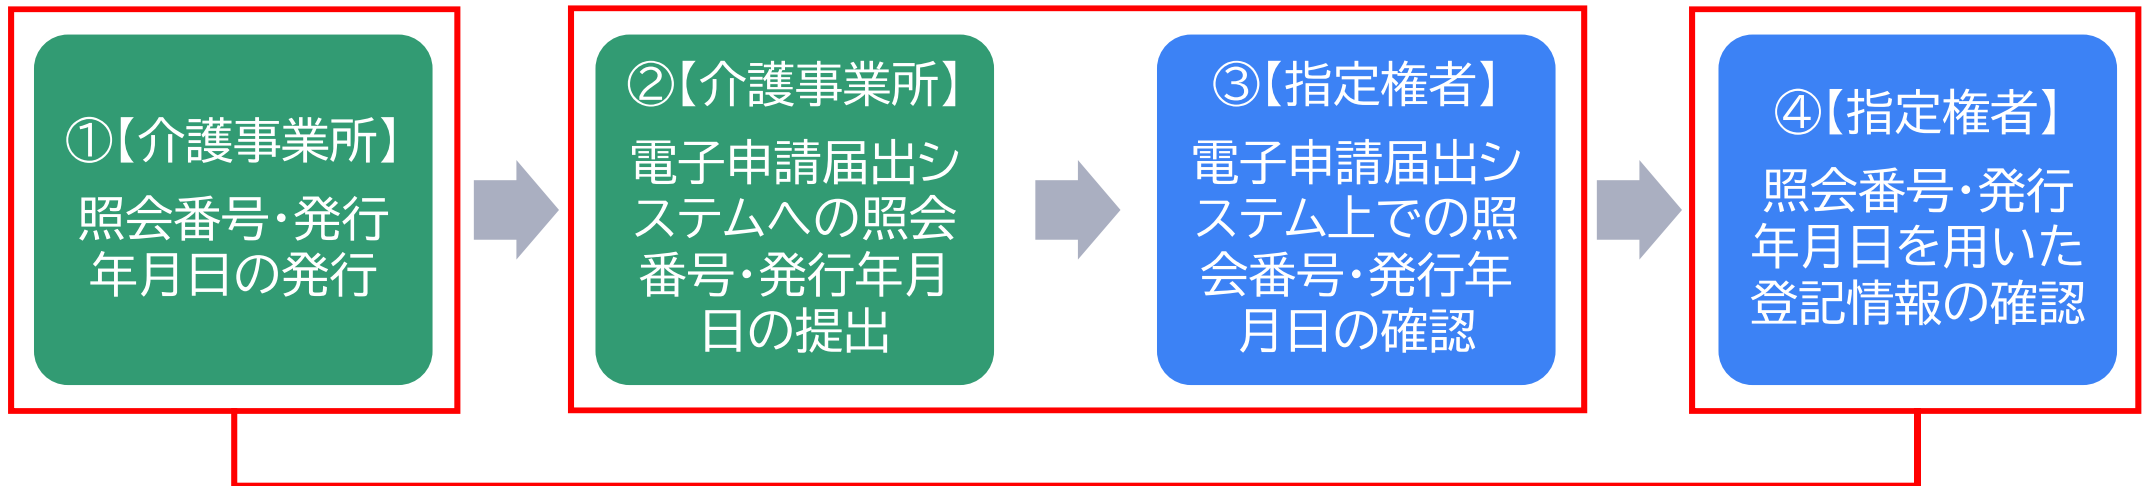 ①【介護事業所】
照会番号・発行
年月日の発行
②【介護事業所】
電子申請届出シ
ステムへの照会
番号・発行年月
日の提出
③【指定権者】
電子申請届出シ
ステム上での照
会番号・発行年
月日の確認
④【指定権者】
照会番号・発行
年月日を用いた
登記情報の確認